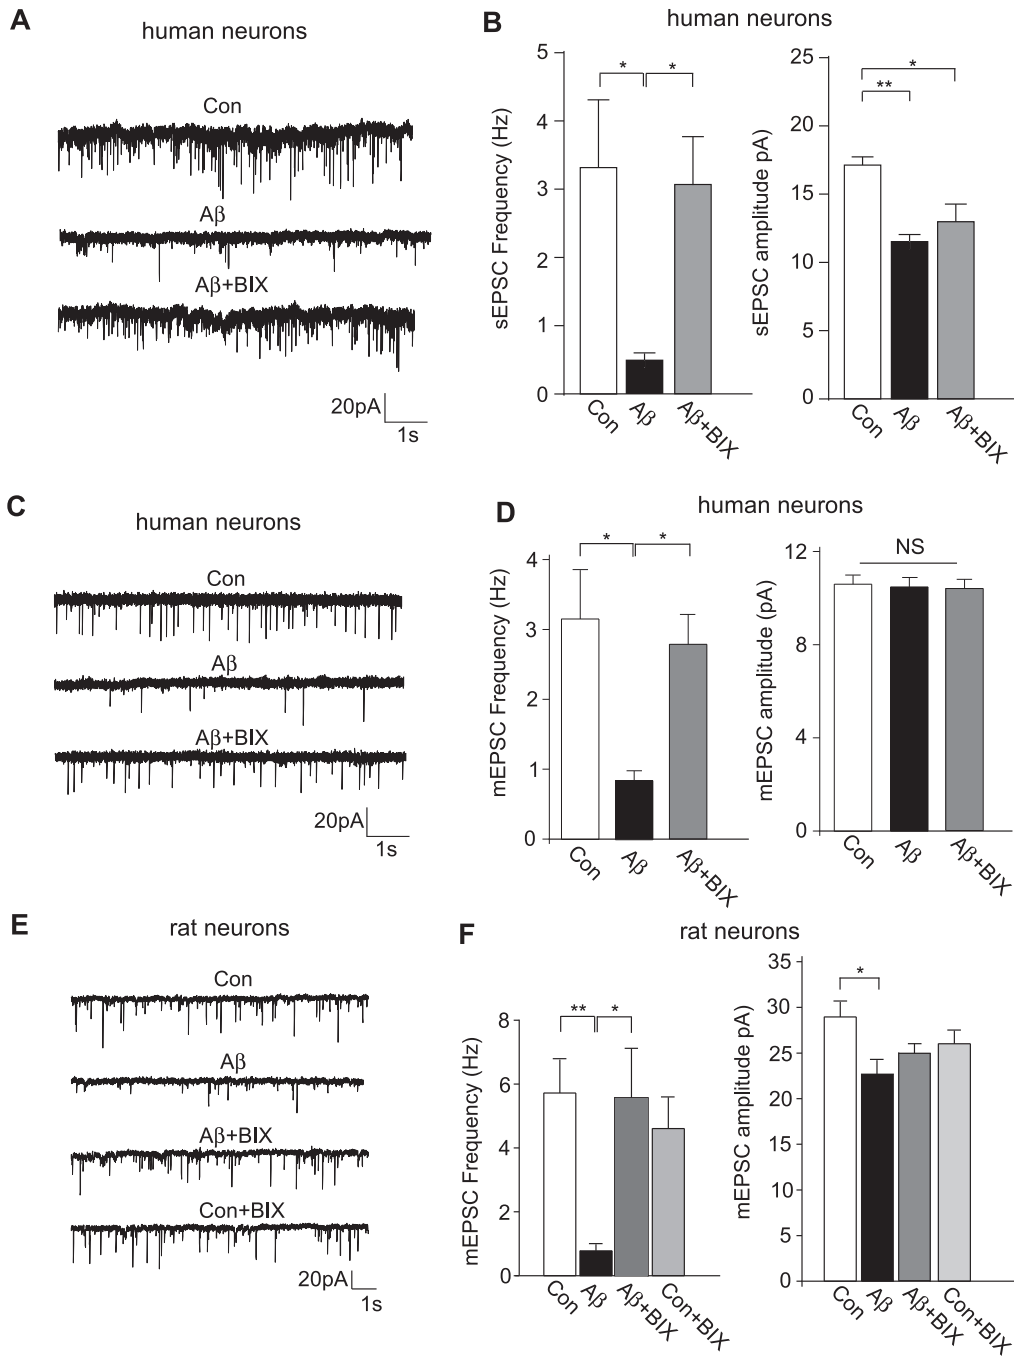 A
human neurons
Con
Aβ
Aβ+BIX
20pA
1s
B
human neurons
sEPSC Frequency (Hz)
5
4
3
2
1
0
*
*
Con
Aβ
Aβ+BIX
sEPSC amplitude pA)
25
20
15
10
5
0
*
**
Con
Aβ
Aβ+BIX
C
human neurons
Con
Aβ
Aβ+BIX
20pA
1s
D
human neurons
mEPSC Frequency (Hz)
4
3
2
1
0
*
*
Con
Aβ
Aβ+BIX
mEPSC amplitude (pA)
12
8
4
0
NS
Con
Aβ
Aβ+BIX
E
rat neurons
Con
Aβ
Aβ+BIX
Con+BIX
20pA
1s
F
rat neurons
mEPSC Frequency (Hz)
8
6
4
2
0
**
*
Con
Aβ
Aβ+BIX
Con+BIX
mEPSC amplitude pA)
35
30
25
20
15
10
5
0
*
Con
Aβ
Aβ+BIX
Con+BIX